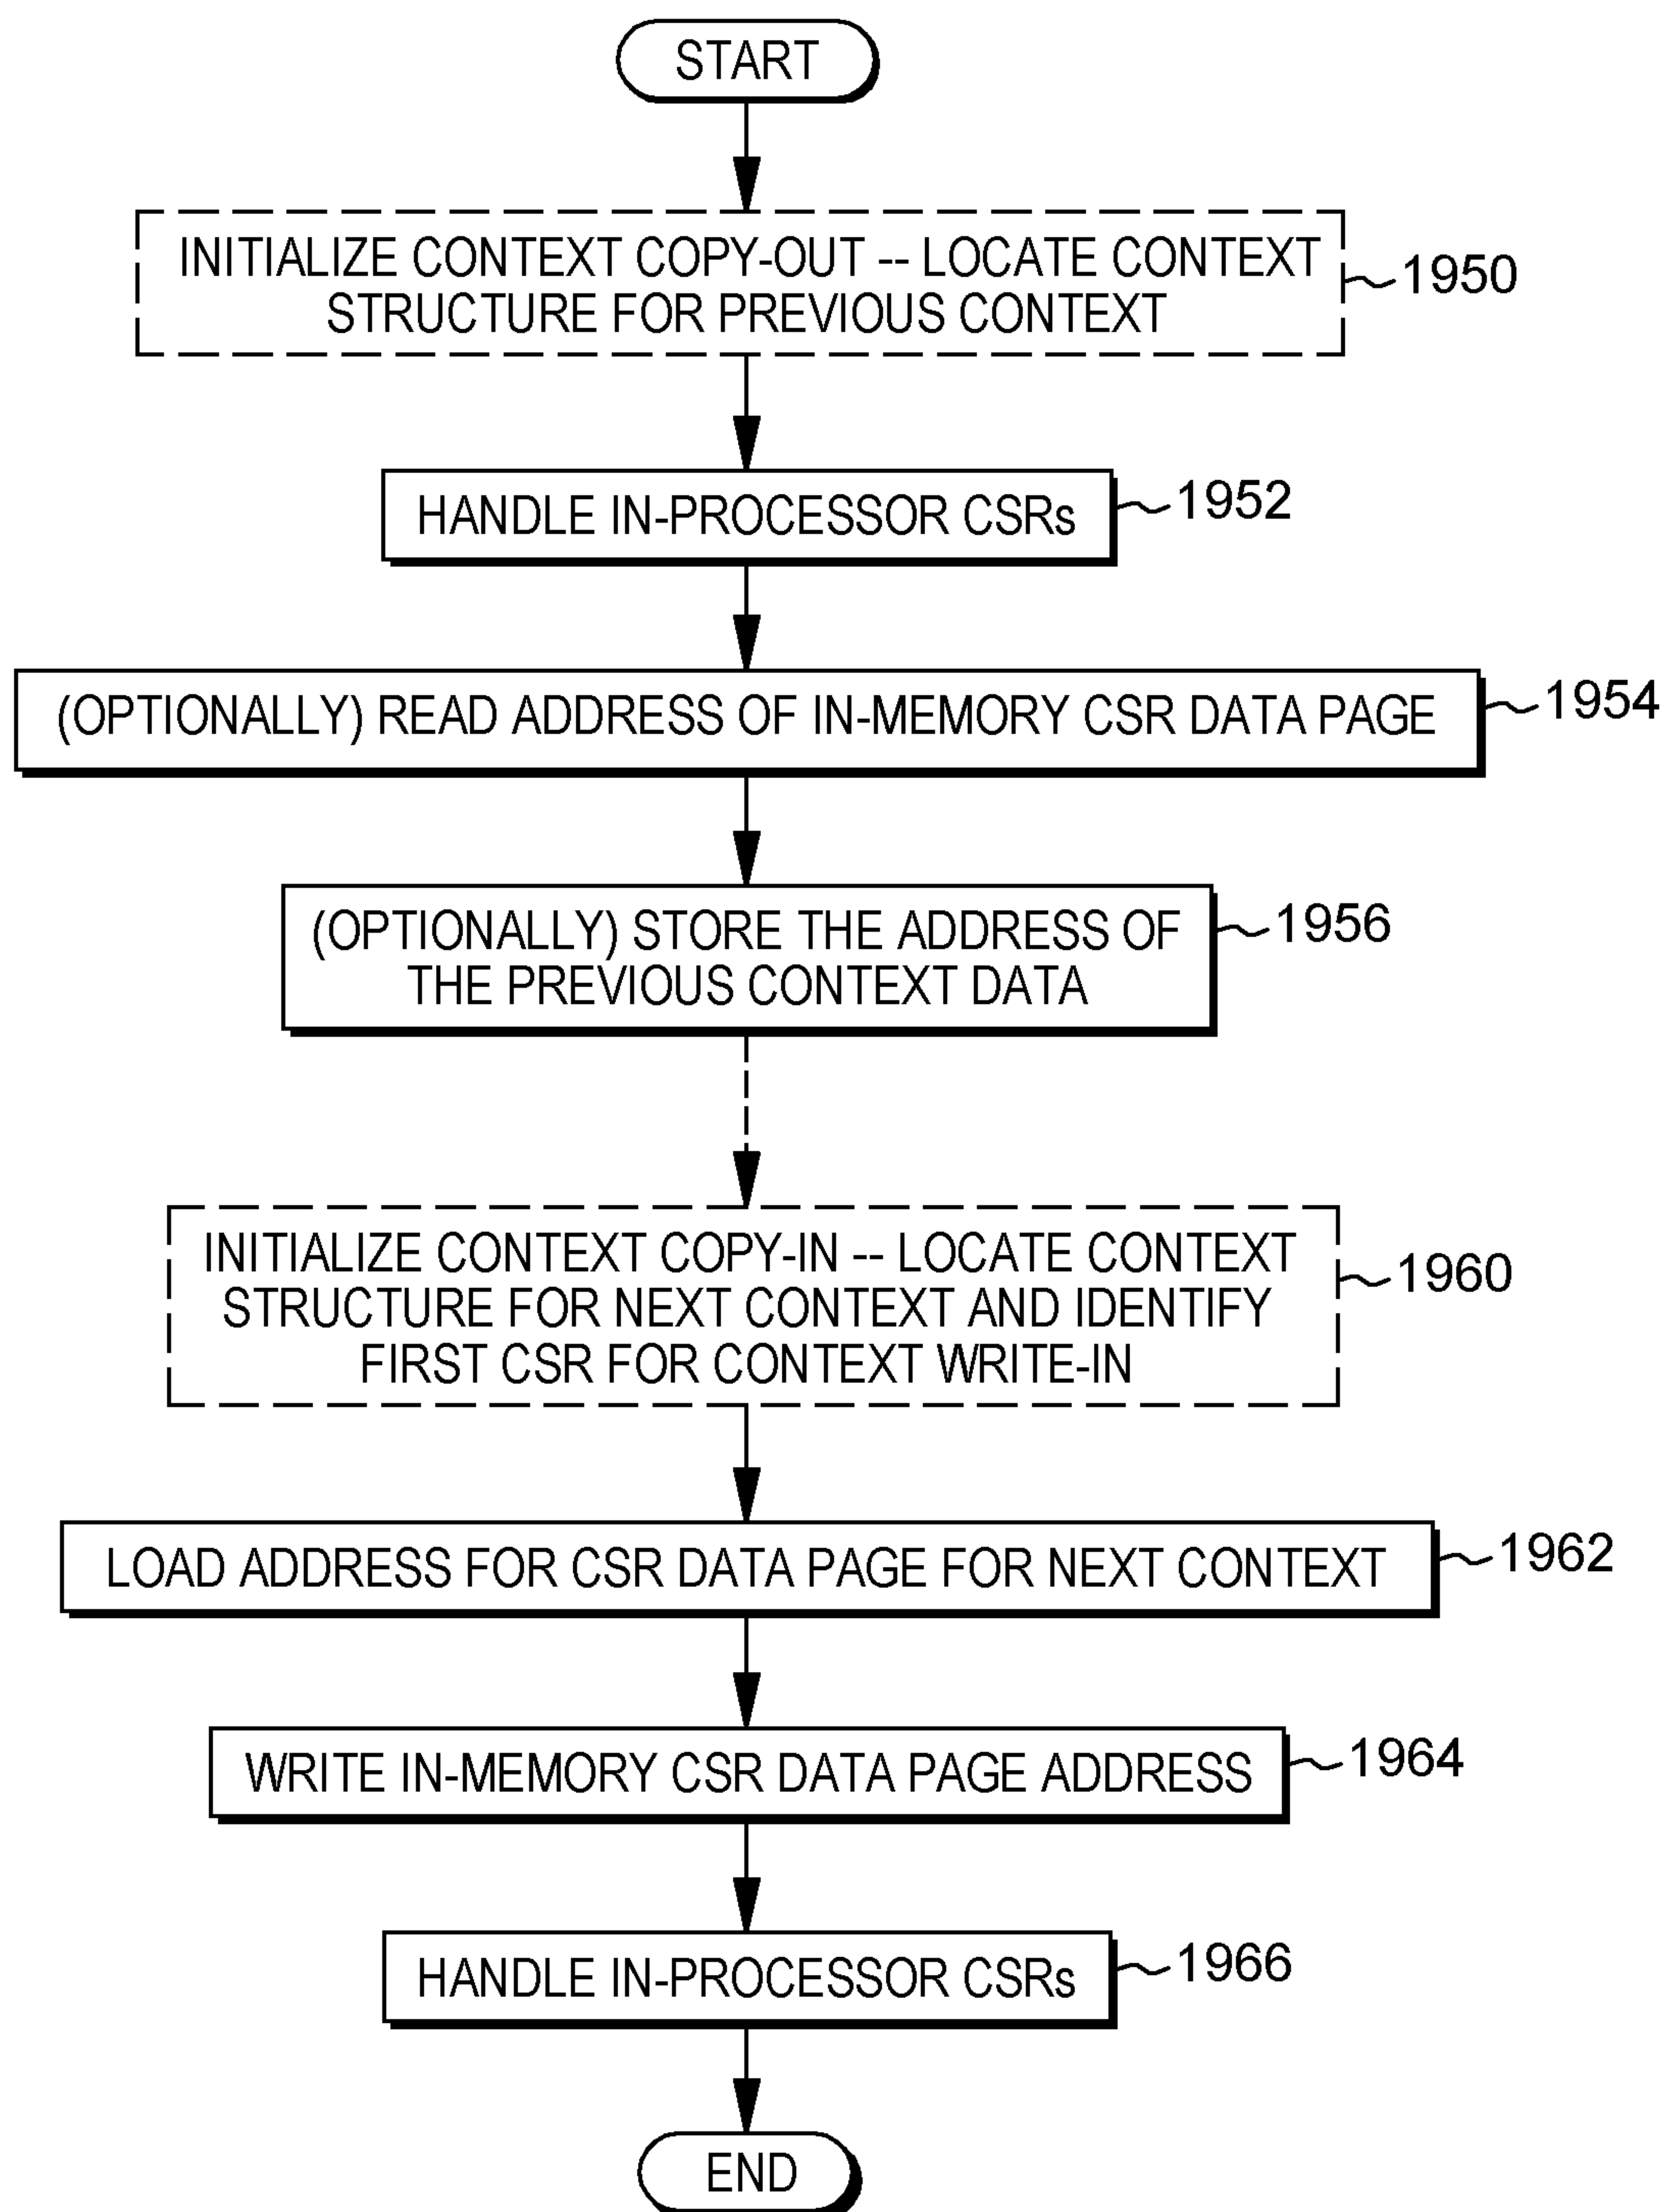 START
INITIALIZE CONTEXT COPY-OUT -- LOCATE CONTEXT
STRUCTURE FOR PREVIOUS CONTEXT
1950
HANDLE IN-PROCESSOR CSRs
1952
(OPTIONALLY) READ ADDRESS OF IN-MEMORY CSR DATA PAGE
1954
(OPTIONALLY) STORE THE ADDRESS OF
THE PREVIOUS CONTEXT DATA
1956
INITIALIZE CONTEXT COPY-IN -- LOCATE CONTEXT
STRUCTURE FOR NEXT CONTEXT AND IDENTIFY
FIRST CSR FOR CONTEXT WRITE-IN
1960
LOAD ADDRESS FOR CSR DATA PAGE FOR NEXT CONTEXT
1962
WRITE IN-MEMORY CSR DATA PAGE ADDRESS
1964
HANDLE IN-PROCESSOR CSRs
1966
END